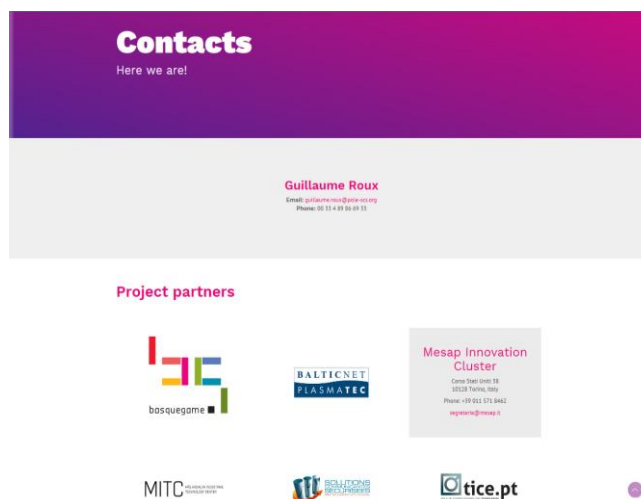 Contacts
Here we are!
Guillaume Roux
Email: guillaume.roux@pole-scs.org
Phone: 00 33 4 89 86 69 33
Project partners
basquegame
BALTICNET
PLASMATEC
Mesap Innovation
Cluster
Corso Stati Uniti 38
10128 Torino, Italy
Phone: +39 011 571 8462
segreteria@mesap.it
MITC
SOLUTIONS
tice.pt